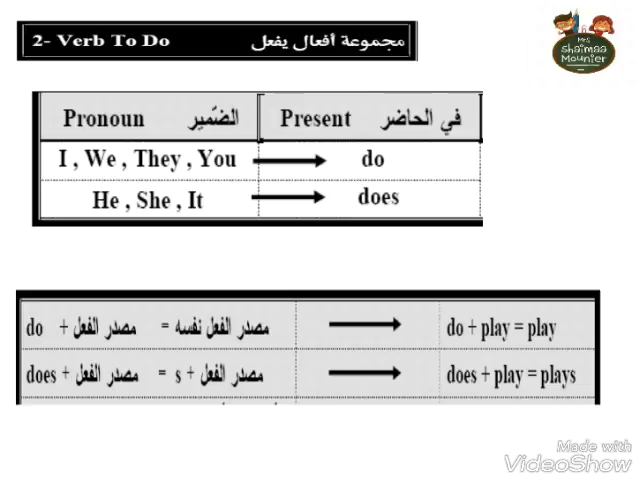 2- Verb To Do مجموعة أفعال يفعل
Mrs
shaimaa
Mounier
Pronoun الضّمير Present في الحاضر
I , We , They , You do
He , She , It does
do + مصدر الفعل = مصدر الفعل نفسه do + play = play
does + مصدر الفعل = s + مصدر الفعل does + play = plays
Made with
VideoShow